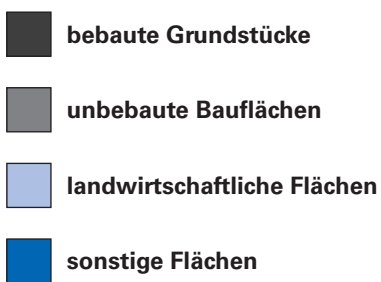 bebaute Grundstücke
unbebaute Bauflächen
landwirtschaftliche Flächen
sonstige Flächen